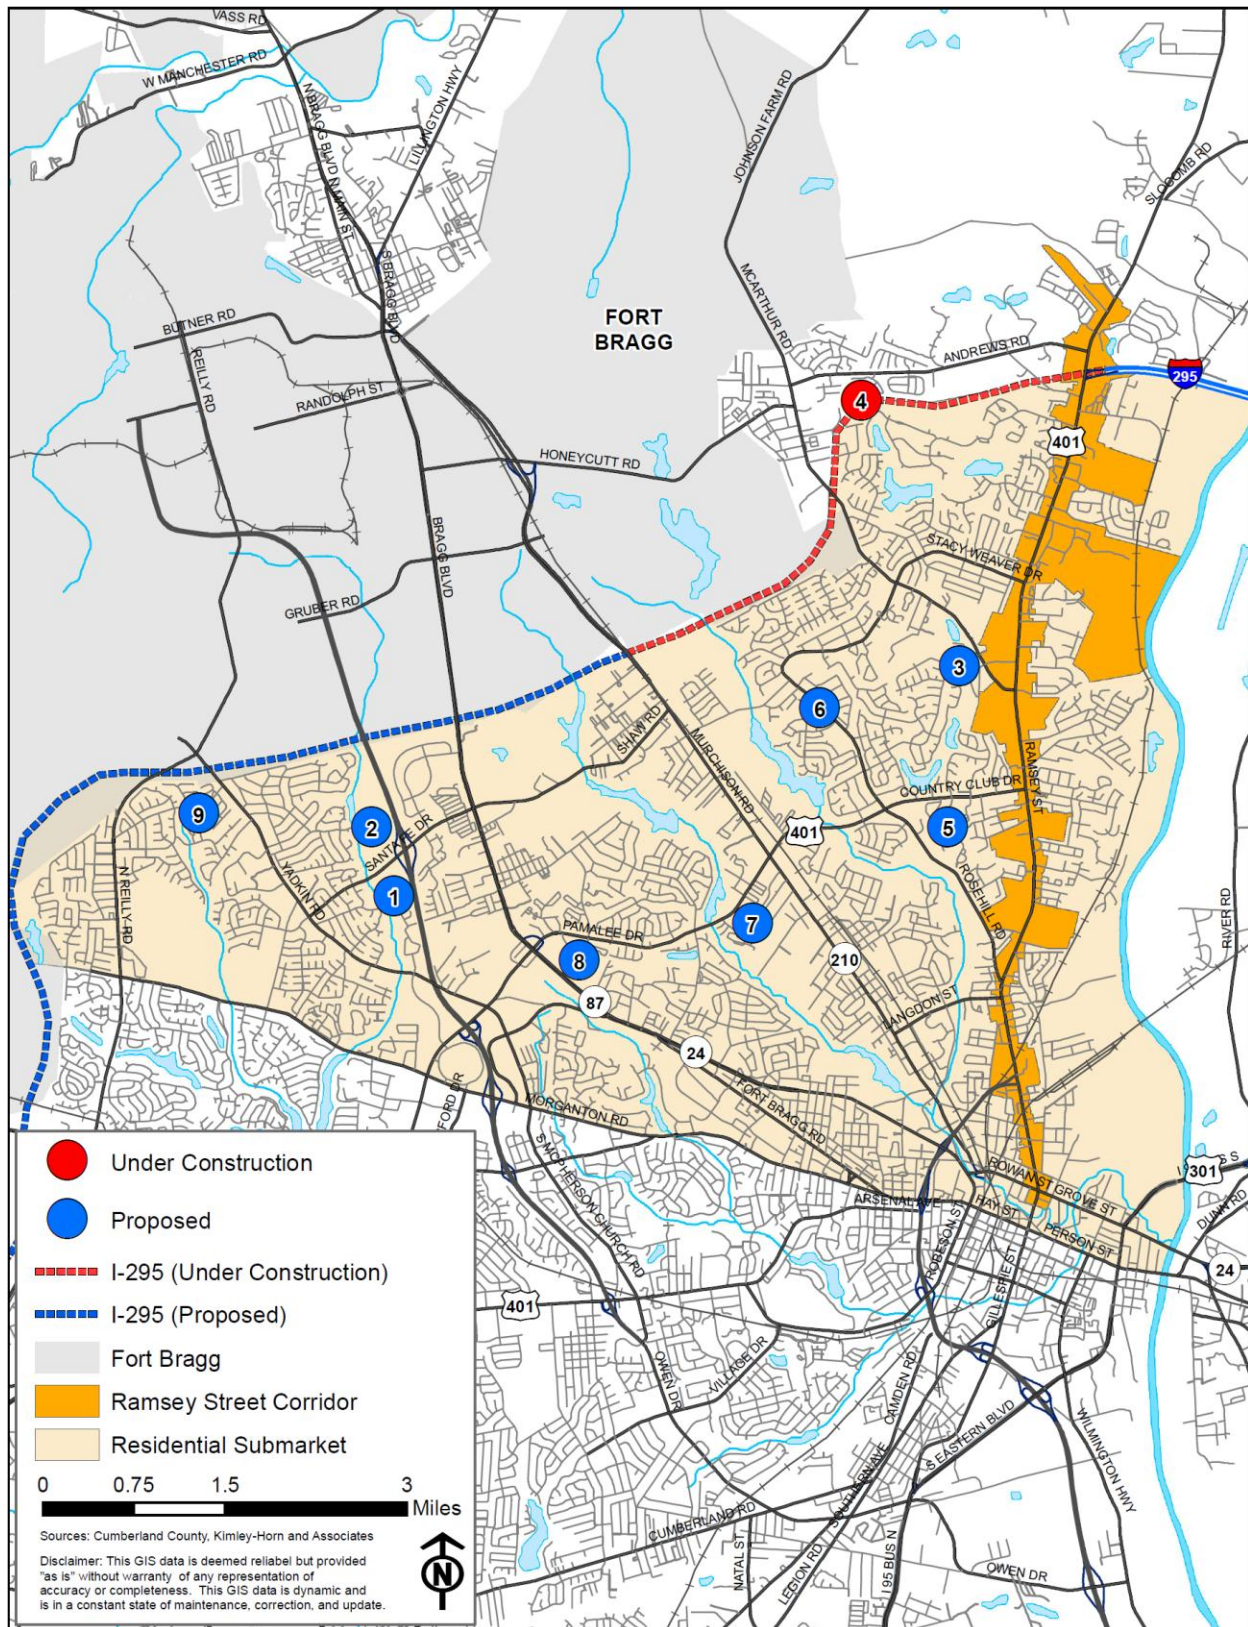 VASS RD
W MANCHESTER RD
N BRAGG BLVD
LILLINGTON HWY
N MAIN ST
S BRAGG BLVD
JOHNSON FARM RD
SLOCOMB RD
MCARTHUR RD
FORT
BRAGG
BUTNER RD
REILLY RD
RANDOLPH ST
ANDREWS RD
295
4
401
HONEYCUTT RD
BRAGG BLVD
STACY WEAVER DR
GRUBER RD
3
6
SHAW RD
MURCHISON RD
RAMSEY ST
COUNTRY CLUB DR
9
2
SANTA FE DR
401
5
N REILLY RD
YADKIN RD
1
ROSEHILL RD
7
PAMALEE DR
8
210
RIVER RD
87
LANGDON ST
24
FORT BRAGG RD
MORGANTON RD
S MCPHERSON CHURCH RD
ROWAN ST
GROVE ST
301
DUNN RD
ARSENAL AVE
HAY ST
PERSON ST
ROBESON ST
GILLESPIE ST
24
401
OWEN DR
VILLAGE DR
CAMDEN RD
S EASTERN BLVD
WILMINGTON HWY
SOUTHERN AVE
CUMBERLAND RD
NATAL ST
LEGION RD
I 95 BUS N
OWEN DR
Under Construction
Proposed
I-295 (Under Construction)
I-295 (Proposed)
Fort Bragg
Ramsey Street Corridor
Residential Submarket
0 0.75 1.5 3
Miles
Sources: Cumberland County, Kimley-Horn and Associates
Disclaimer: This GIS data is deemed reliabel but provided
"as is" without warranty of any representation of
accuracy or completeness. This GIS data is dynamic and
is in a constant state of maintenance, correction, and update.
N